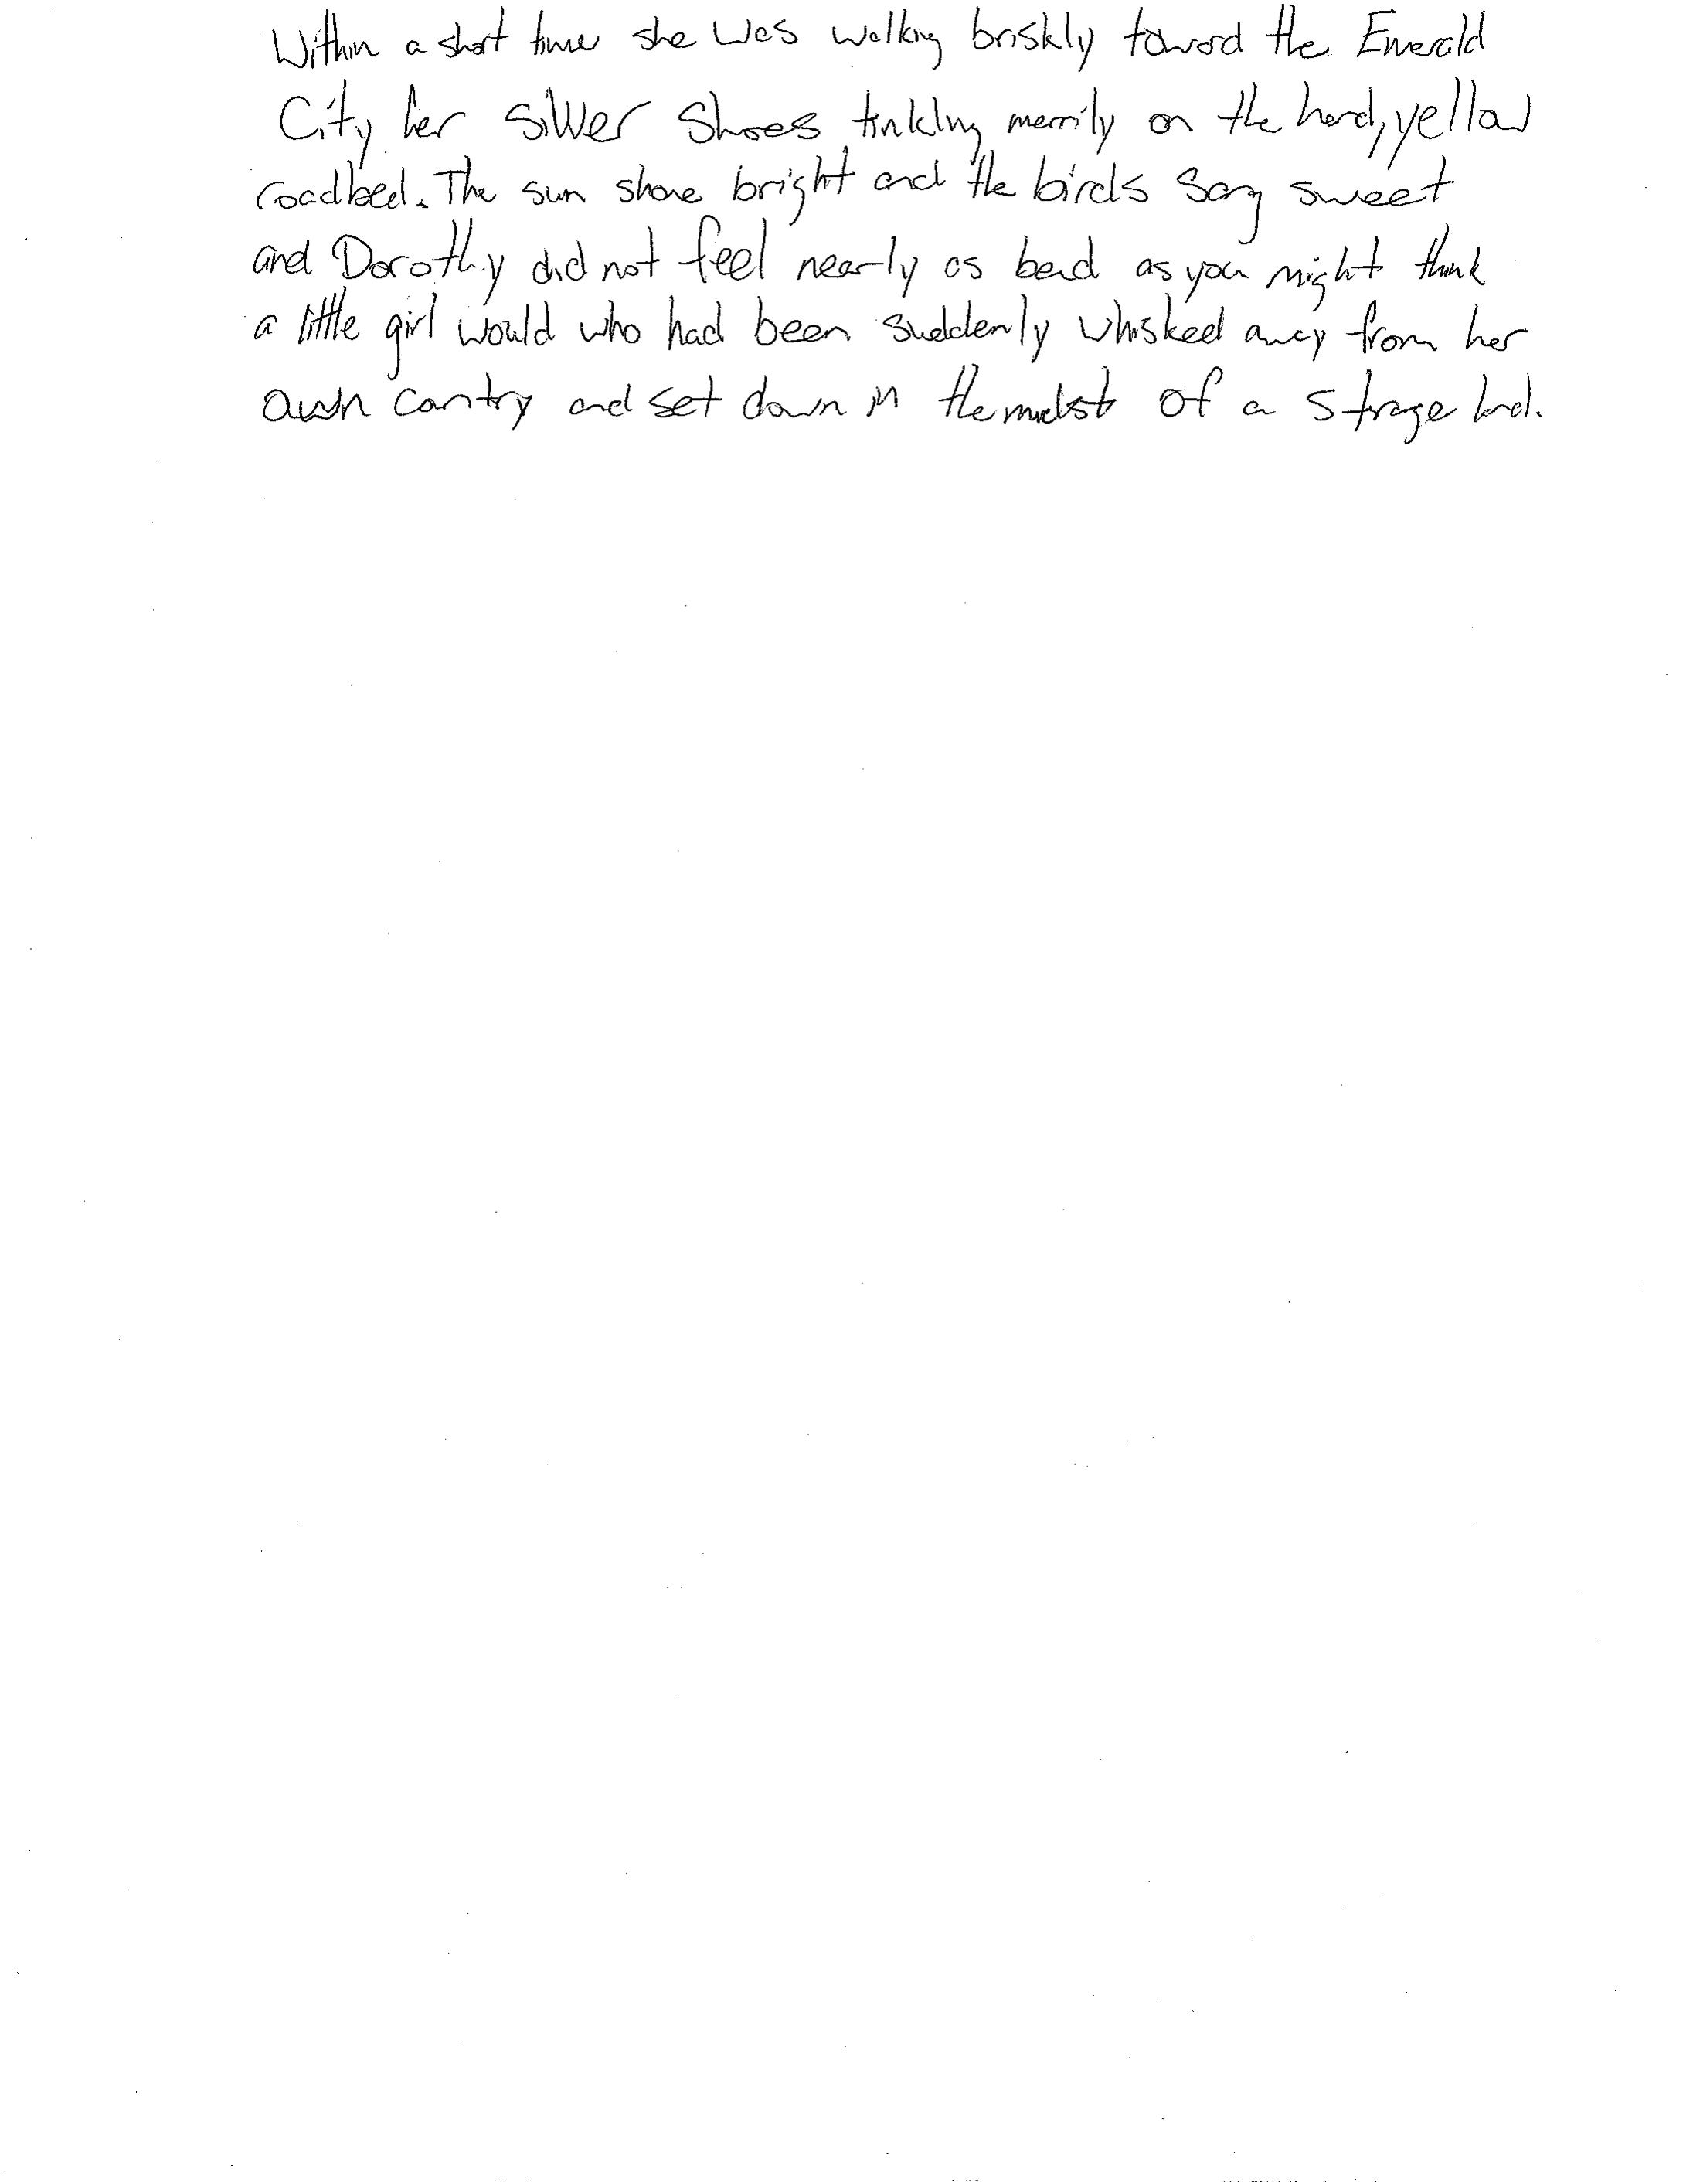 Within a short time she was walking briskly toward the Emerald
City her silver shoes tinkling merrily on the hard, yellow
roadbed. The sun shone bright and the birds sang sweet
and Dorothy did not feel nearly as bad as you might think
a little girl would who had been suddenly whisked away from her
own country and set down in the midst of a strange land.